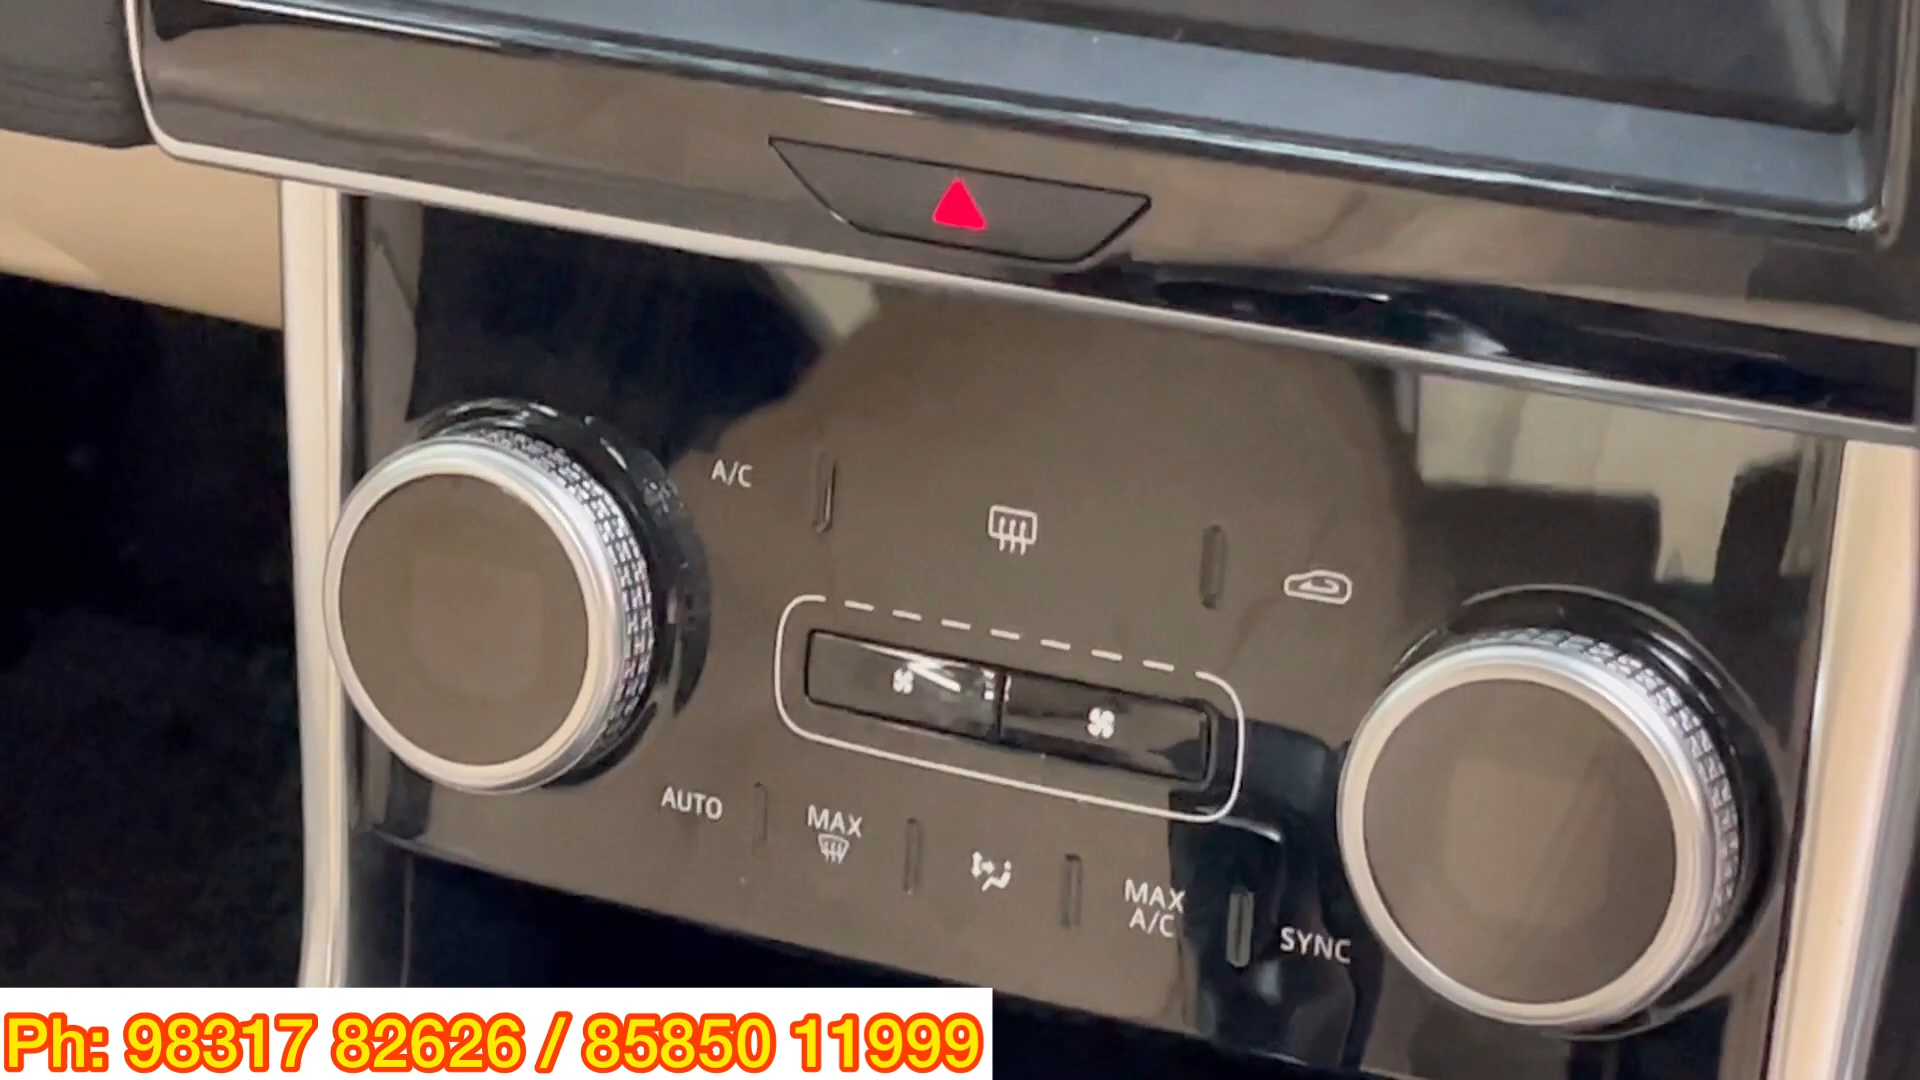 A/C
AUTO
MAX
MAX
A/C
SYNC
Ph: 98317 82626 / 85850 11999